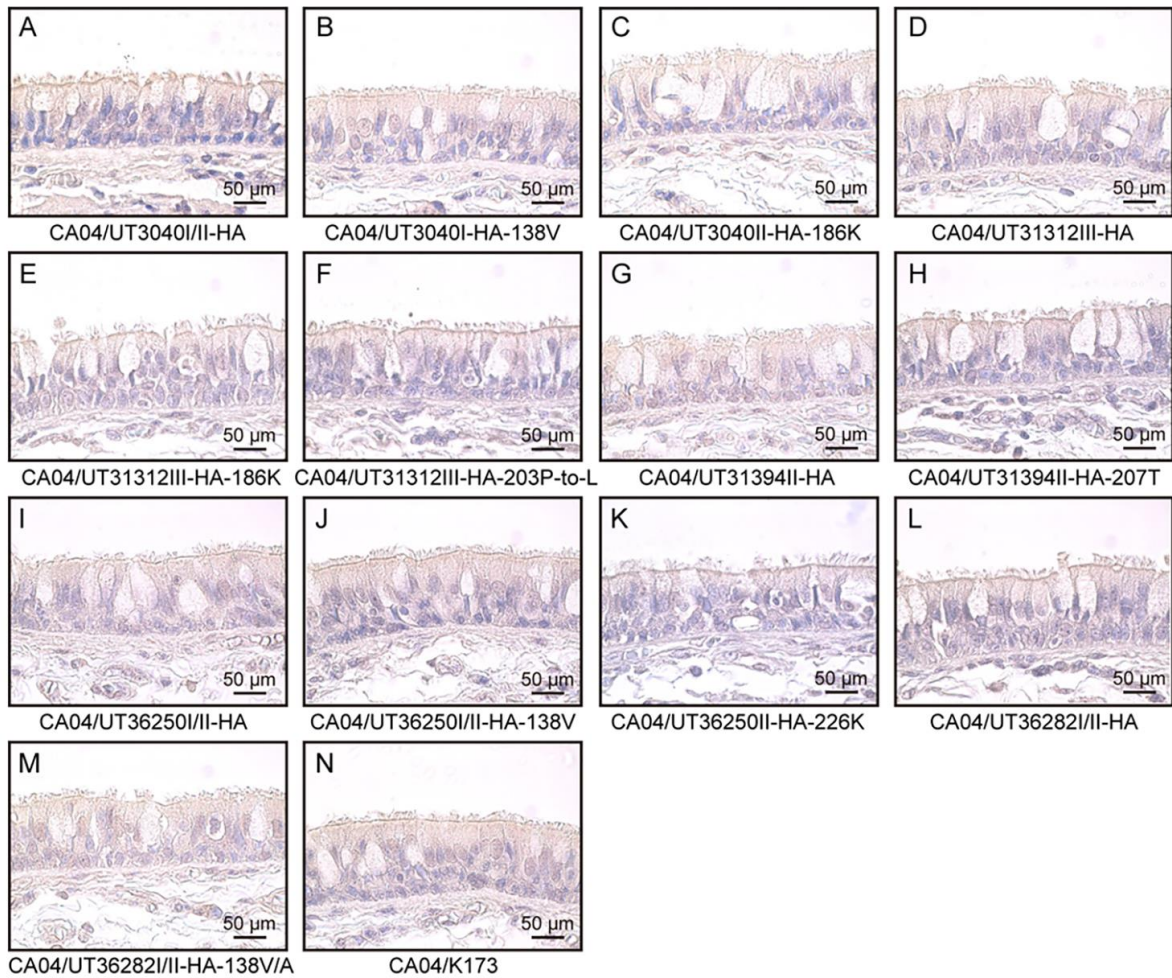 A B C D
50 µm 50 µm 50 µm 50 µm
CA04/UT3040I/II-HA CA04/UT3040I-HA-138V CA04/UT3040II-HA-186K CA04/UT31312III-HA
E F G H
50 µm 50 µm 50 µm 50 µm
CA04/UT31312III-HA-186K CA04/UT31312III-HA-203P-to-L CA04/UT31394II-HA CA04/UT31394II-HA-207T
I J K L
50 µm 50 µm 50 µm 50 µm
CA04/UT36250I/II-HA CA04/UT36250I/II-HA-138V CA04/UT36250II-HA-226K CA04/UT36282I/II-HA
M N
50 µm 50 µm
CA04/UT36282I/II-HA-138V/A CA04/K173